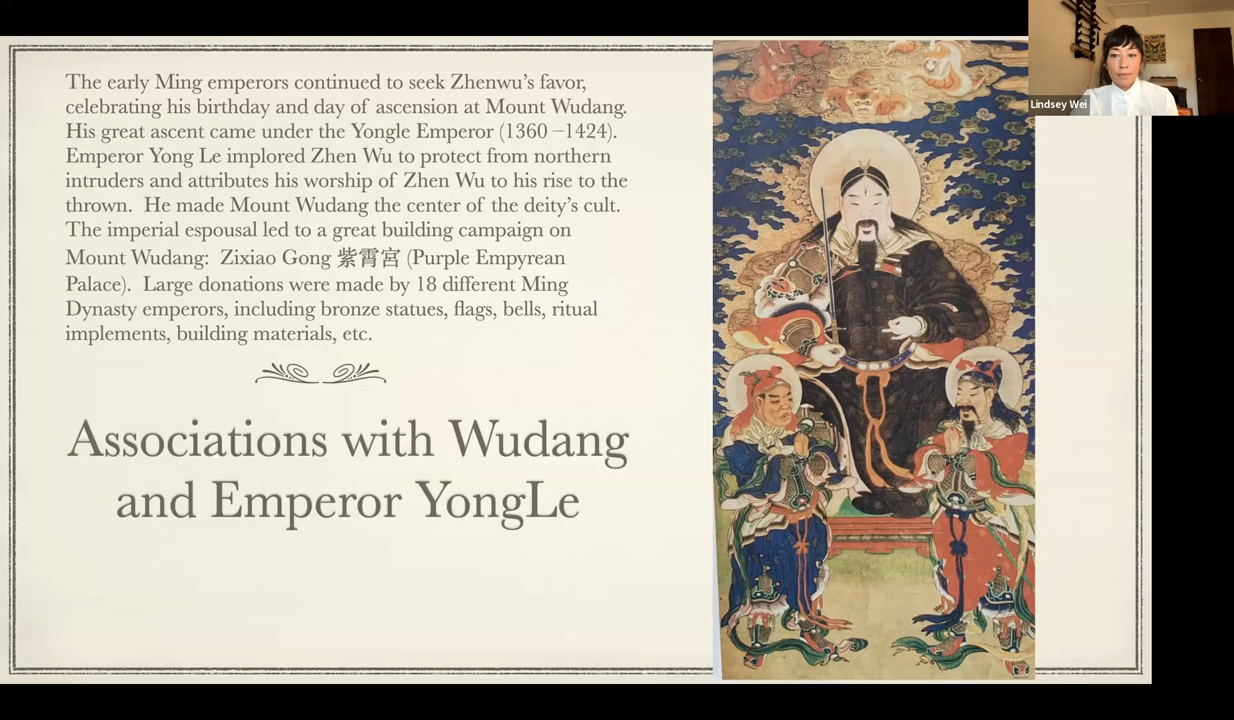 The early Ming emperors continued to seek Zhenwu's favor,
celebrating his birthday and day of ascension at Mount Wudang.
His great ascent came under the Yongle Emperor (1360 –1424).
Emperor Yong Le implored Zhen Wu to protect from northern
intruders and attributes his worship of Zhen Wu to his rise to the
thrown.  He made Mount Wudang the center of the deity's cult.
The imperial espousal led to a great building campaign on
Mount Wudang:  Zixiao Gong 紫霄宮 (Purple Empyrean
Palace).  Large donations were made by 18 different Ming
Dynasty emperors, including bronze statues, flags, bells, ritual
implements, building materials, etc.
Associations with Wudang
and Emperor YongLe
Lindsey Wei